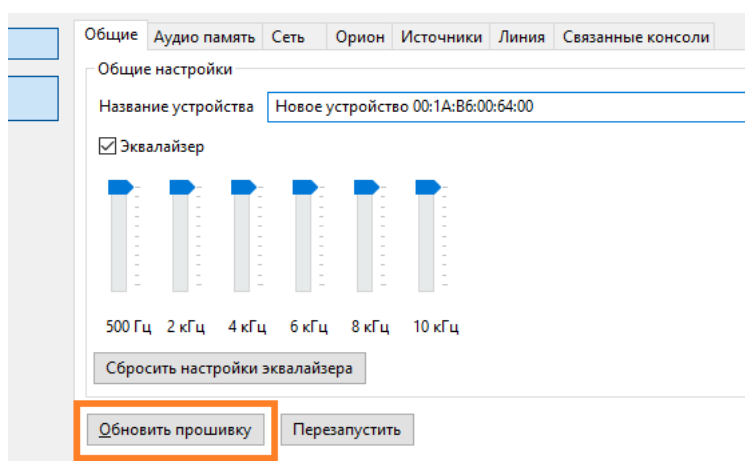 Общие Аудио память Сеть Орион Источники Линия Связанные консоли
Общие настройки
Название устройства Новое устройство 00:1A:B6:00:64:00
Эквалайзер
500 Гц 2 кГц 4 кГц 6 кГц 8 кГц 10 кГц
Сбросить настройки эквалайзера
Обновить прошивку Перезапустить